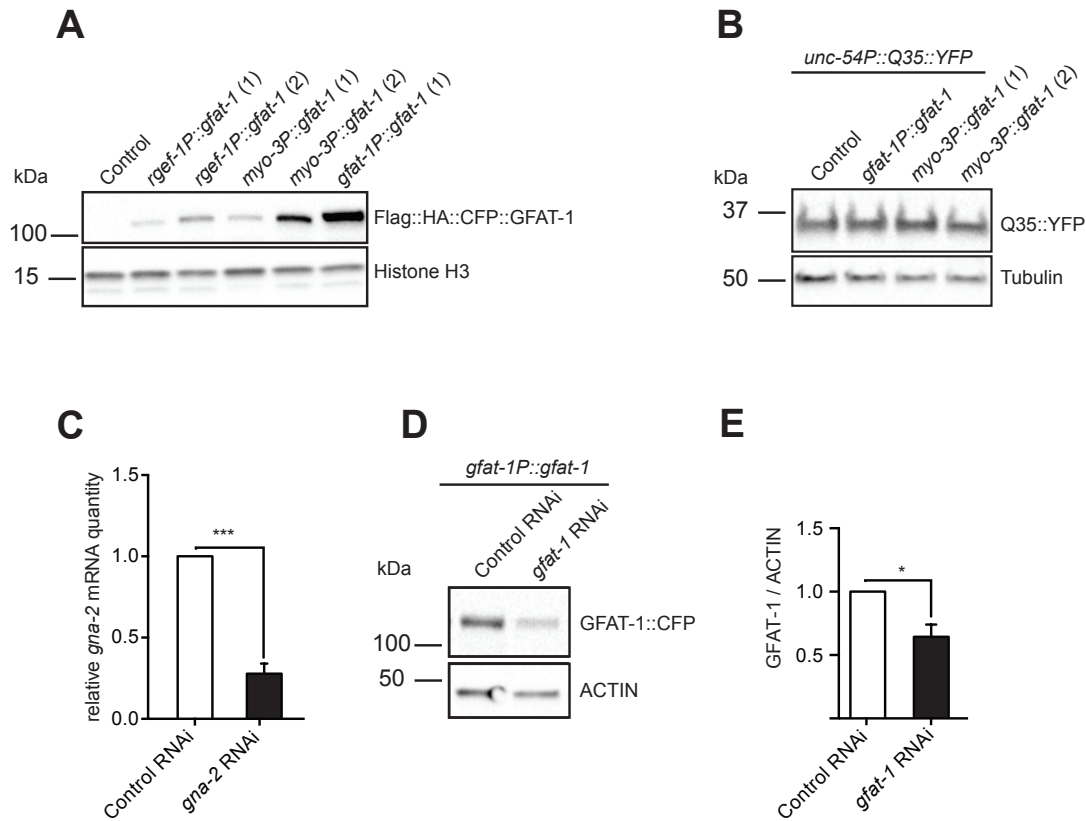 A
Control
rgef-1P::gfat-1 (1)
rgef-1P::gfat-1 (2)
myo-3P::gfat-1 (1)
myo-3P::gfat-1 (2)
gfat-1P::gfat-1 (1)
kDa
100
15
Flag::HA::CFP::GFAT-1
Histone H3
B
unc-54P::Q35::YFP
Control
gfat-1P::gfat-1
myo-3P::gfat-1 (1)
myo-3P::gfat-1 (2)
kDa
37
50
Q35::YFP
Tubulin
C
relative gna-2 mRNA quantity
1.5
1.0
0.5
0.0
***
Control RNAi
gna-2 RNAi
D
gfat-1P::gfat-1
Control RNAi
gfat-1 RNAi
kDa
100
50
GFAT-1::CFP
ACTIN
E
GFAT-1 / ACTIN
1.5
1.0
0.5
*
Control RNAi
gfat-1 RNAi